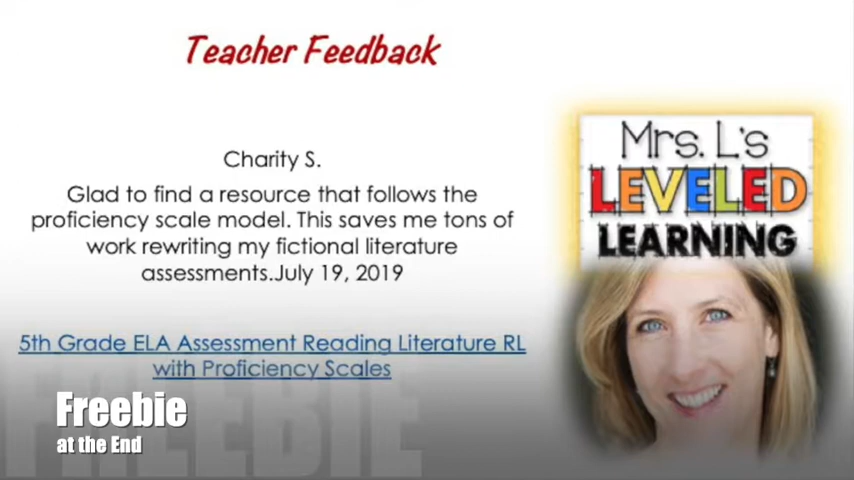 Teacher Feedback
Charity S.
Glad to find a resource that follows the
proficiency scale model. This saves me tons of
work rewriting my fictional literature
assessments.July 19, 2019
5th Grade ELA Assessment Reading Literature RL
with Proficiency Scales
Mrs. L's
LEVELED
LEARNING
Freebie
at the End
FREEBIE